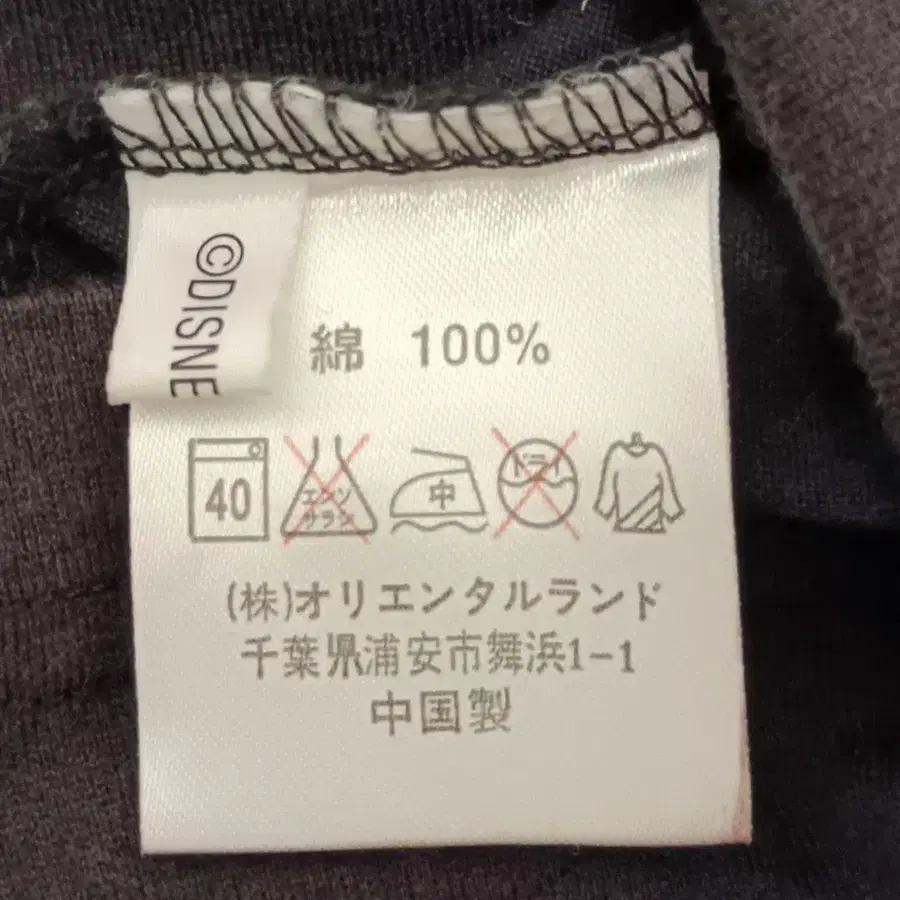 ©DISNE
綿 100%
40
エンソ
サラシ
中
ドライ
(株)オリエンタルランド
千葉県浦安市舞浜1-1
中国製